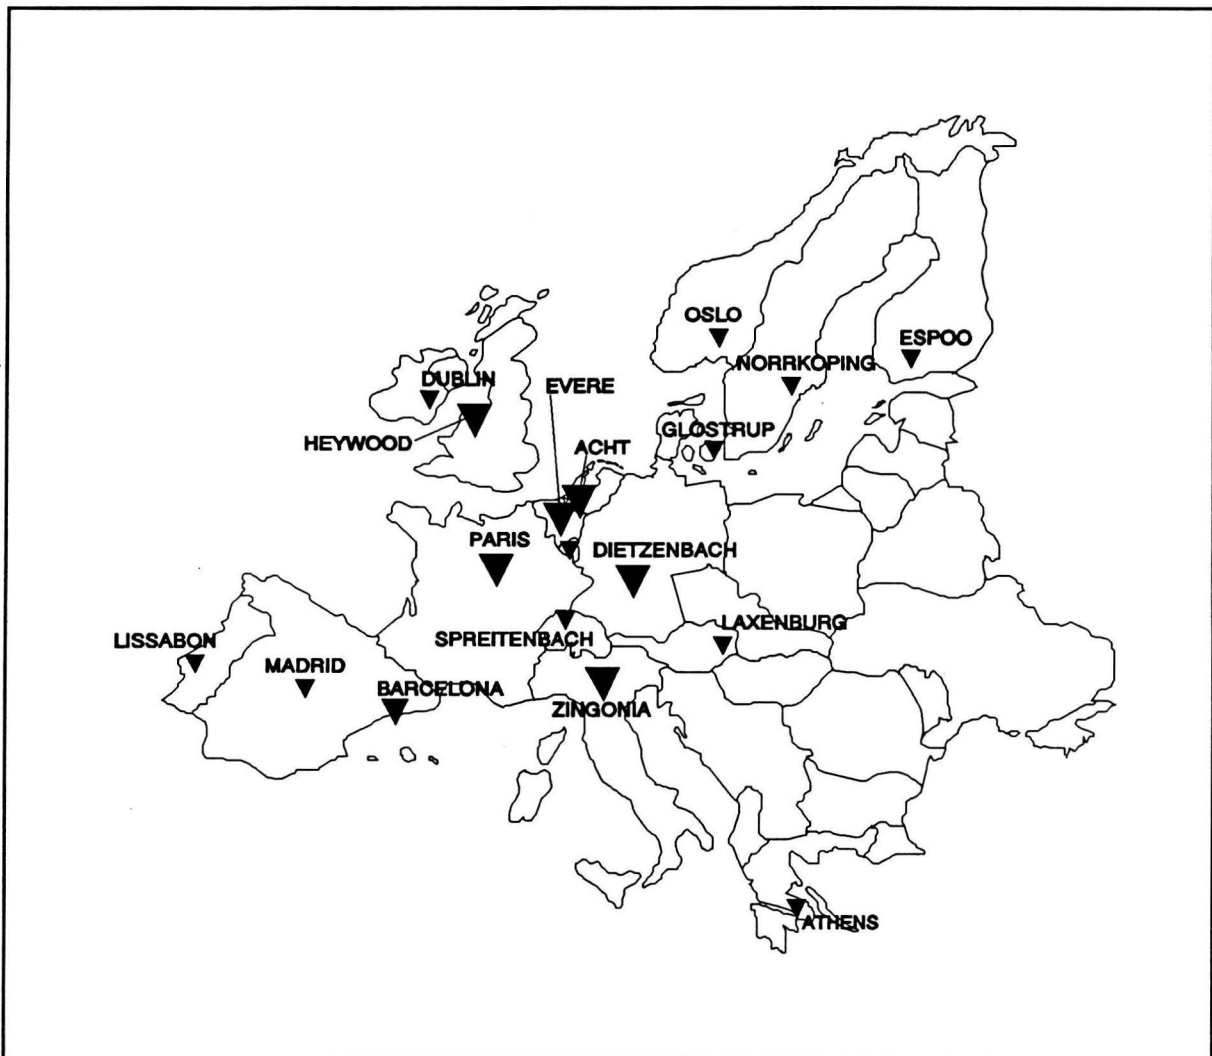 OSLO
ESPOO
NORRKOPING
DUBLIN
EVERE
GLOSTRUP
HEYWOOD
ACHT
PARIS
DIETZENBACH
LAXENBURG
SPREITENBACH
LISSABON
MADRID
BARCELONA
ZINGONIA
ATHENS